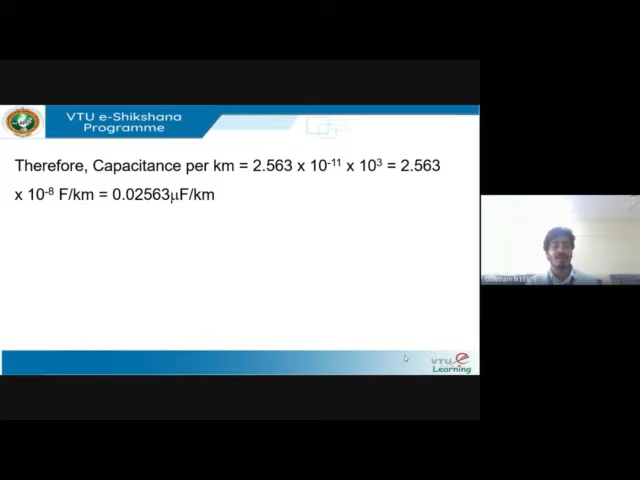 VTU e-Shikshana
Programme
Therefore, Capacitance per km = 2.563 x 10⁻¹¹ x 10³ = 2.563
x 10⁻⁸ F/km = 0.02563μF/km
VTU e
Learning